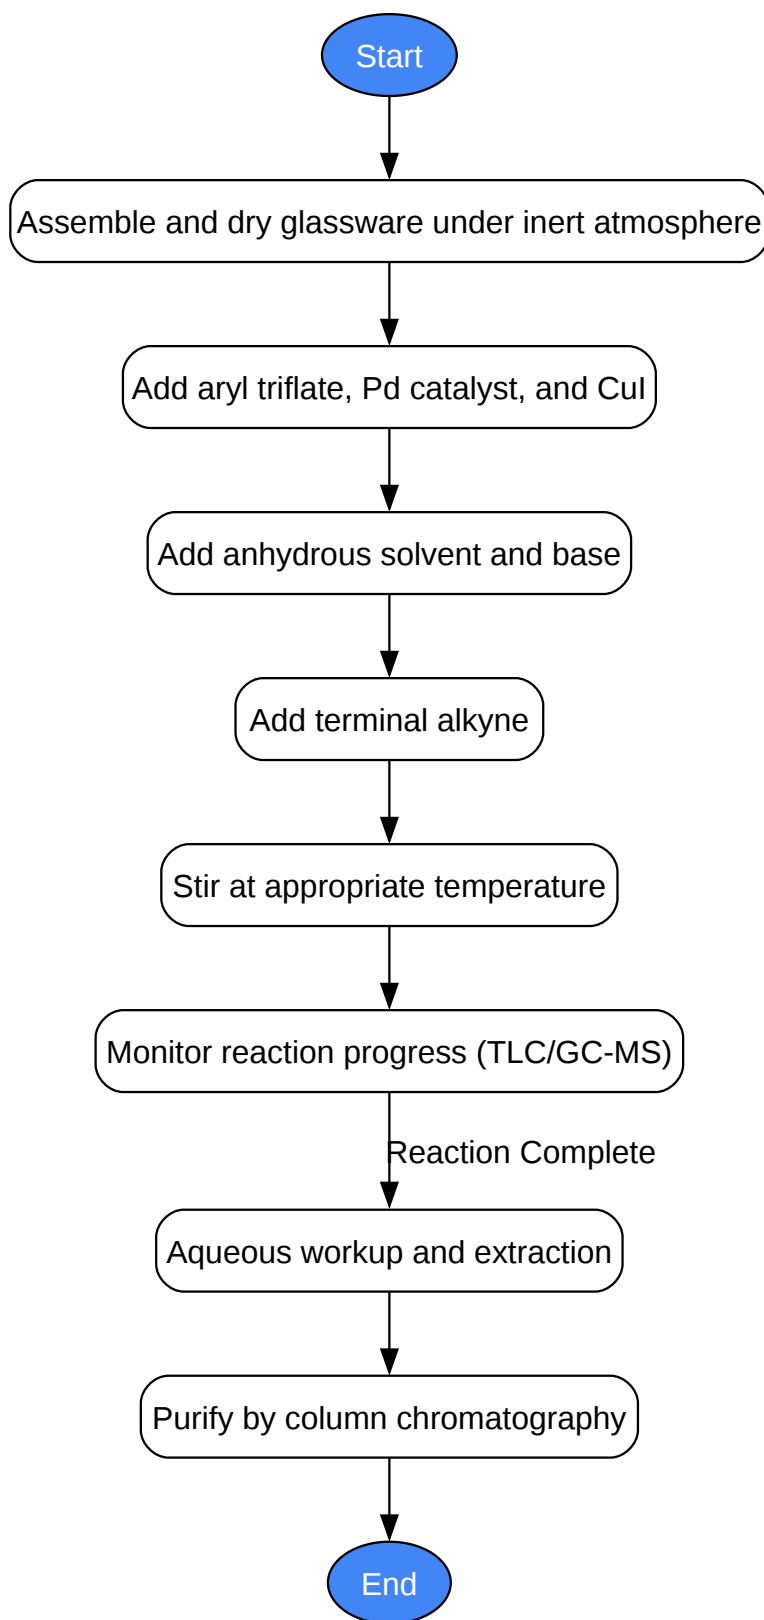 Start
Assemble and dry glassware under inert atmosphere
Add aryl triflate, Pd catalyst, and CuI
Add anhydrous solvent and base
Add terminal alkyne
Stir at appropriate temperature
Monitor reaction progress (TLC/GC-MS)
Reaction Complete
Aqueous workup and extraction
Purify by column chromatography
End